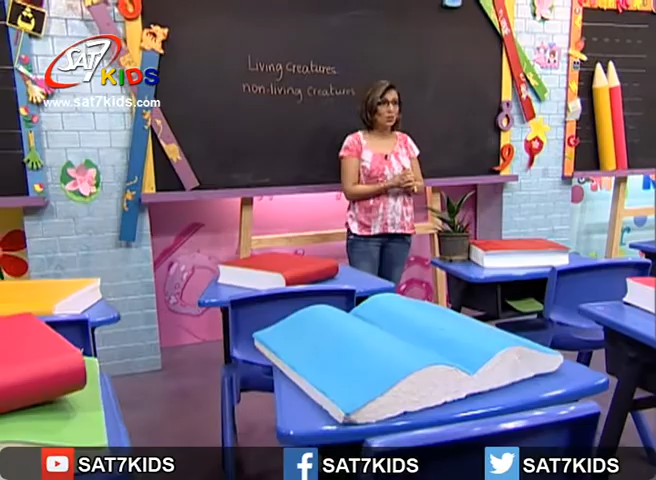 SAT7
KIDS
www.sat7kids.com
Living Creatures
non-living Creatures
SAT7KIDS
SAT7KIDS
SAT7KIDS